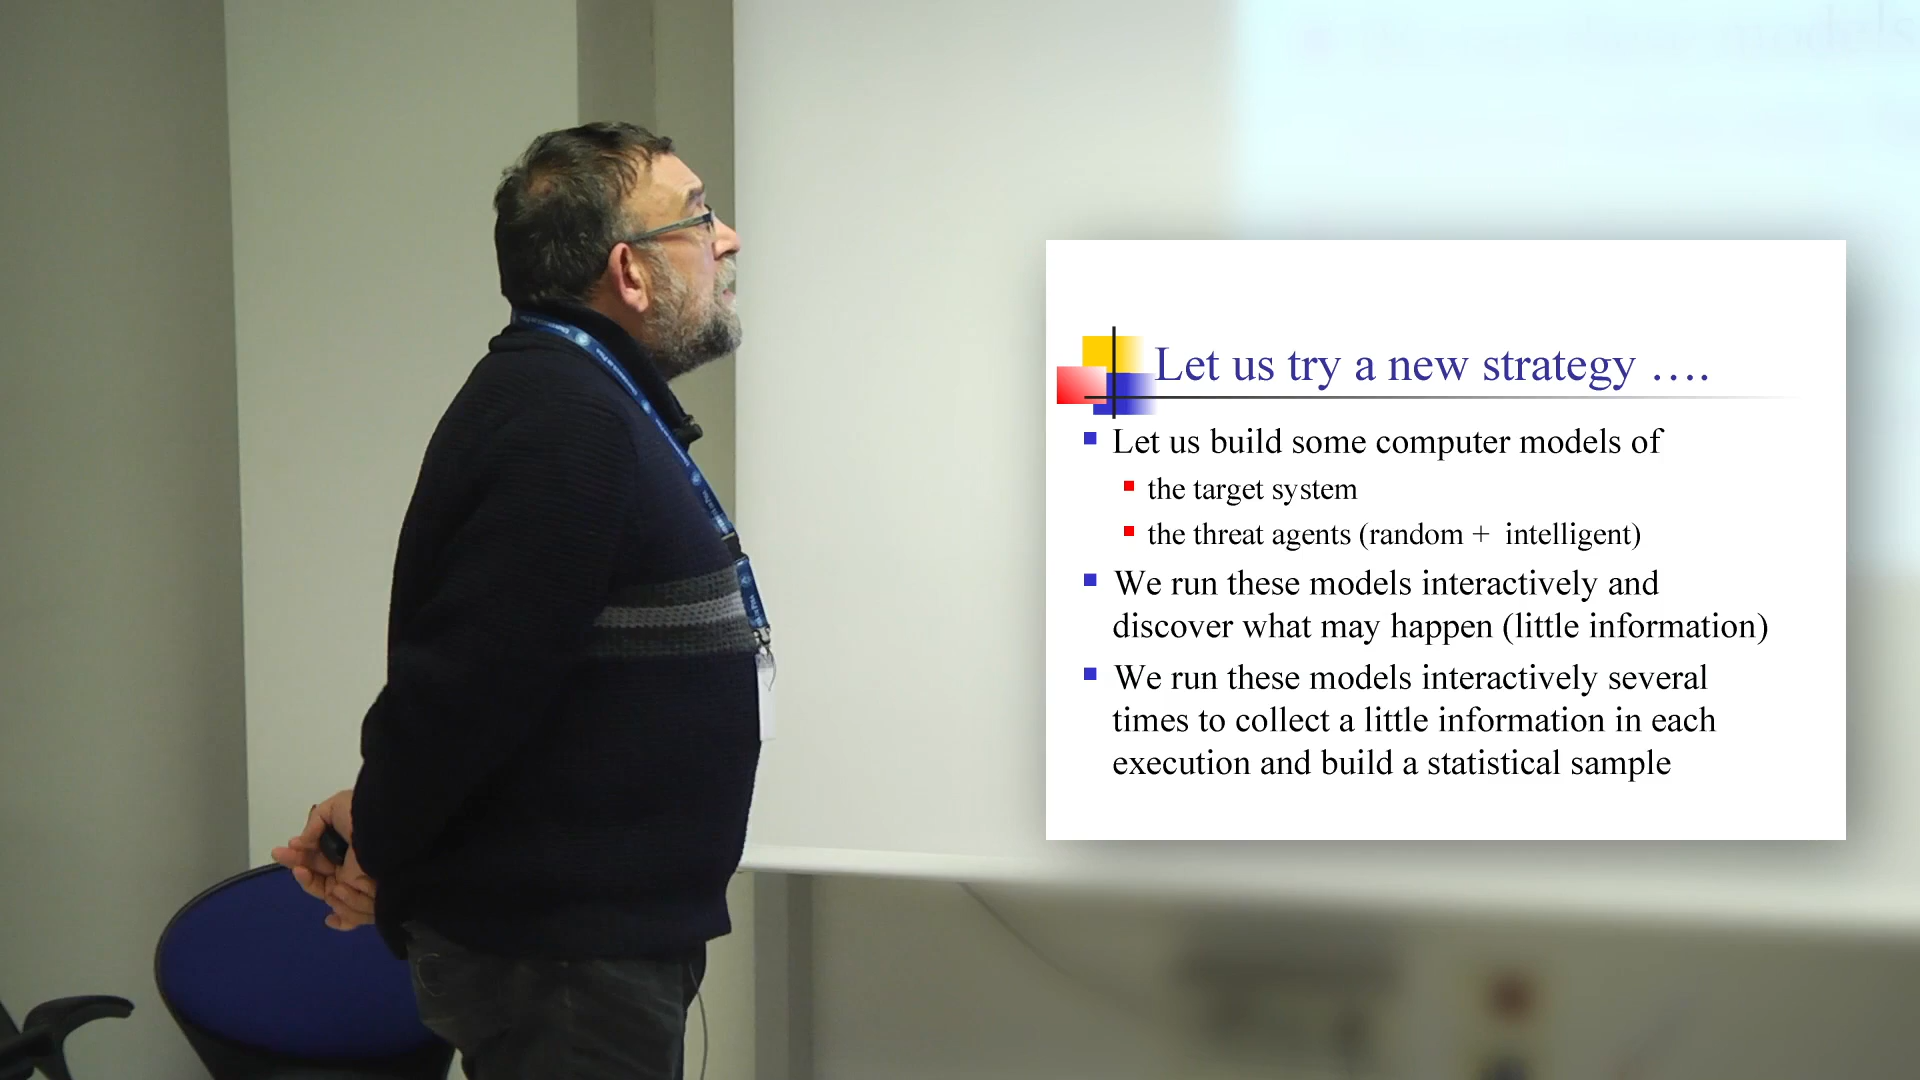 Let us try a new strategy ….
Let us build some computer models of
the target system
the threat agents (random + intelligent)
We run these models interactively and
discover what may happen (little information)
We run these models interactively several
times to collect a little information in each
execution and build a statistical sample
models